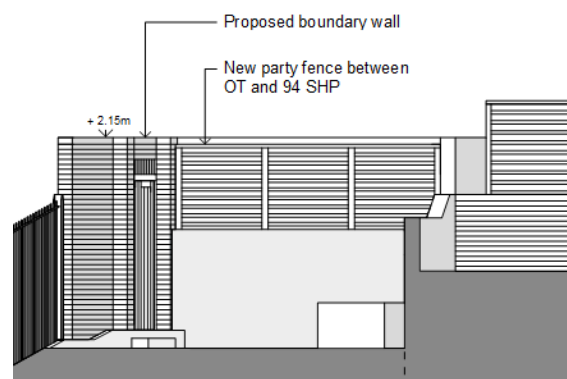 Proposed boundary wall
New party fence between
OT and 94 SHP
+ 2.15m